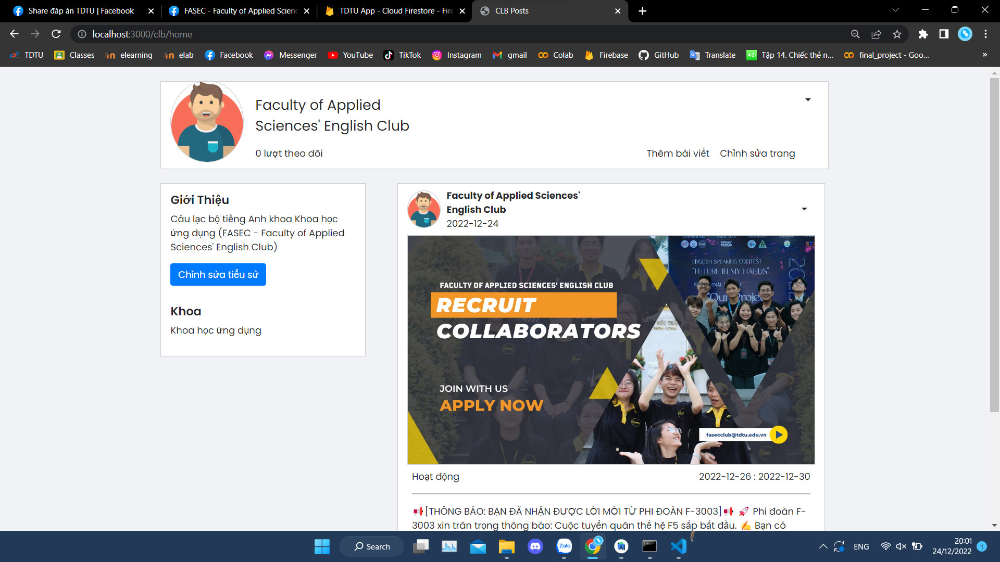 Share đáp án TDTU | Facebook
FASEC - Faculty of Applied Scienc
TDTU App - Cloud Firestore - Fire
CLB Posts
localhost:3000/clb/home
TDTU
Classes
elearning
elab
Facebook
Messenger
YouTube
TikTok
Instagram
gmail
Colab
Firebase
GitHub
Translate
Tập 14. Chiếc thẻ n...
final_project - Goo...
»
Faculty of Applied
Sciences' English Club
0 lượt theo dõi
Thêm bài viết
Chỉnh sửa trang
Giới Thiệu
Câu lạc bộ tiếng Anh khoa Khoa học
ứng dụng (FASEC - Faculty of Applied
Sciences' English Club)
Chỉnh sửa tiểu sử
Khoa
Khoa học ứng dụng
Faculty of Applied Sciences'
English Club
2022-12-24
ENGLISH SPEAKING CONTEST
"FUTURE IN MY HANDS"
FACULTY OF APPLIED SCIENCES' ENGLISH CLUB
RECRUIT
COLLABORATORS
JOIN WITH US
APPLY NOW
fasecclub@tdtu.edu.vn
Hoạt động
2022-12-26 : 2022-12-30
📢[THÔNG BÁO: BẠN ĐÃ NHẬN ĐƯỢC LỜI MỜI TỪ PHI ĐOÀN F-3003]📢 🚀 Phi đoàn F-
3003 xin trân trọng thông báo: Cuộc tuyển quân thế hệ F5 sắp bắt đầu. ✍ Bạn có
Search
Zalo
ENG
20:01
24/12/2022
1